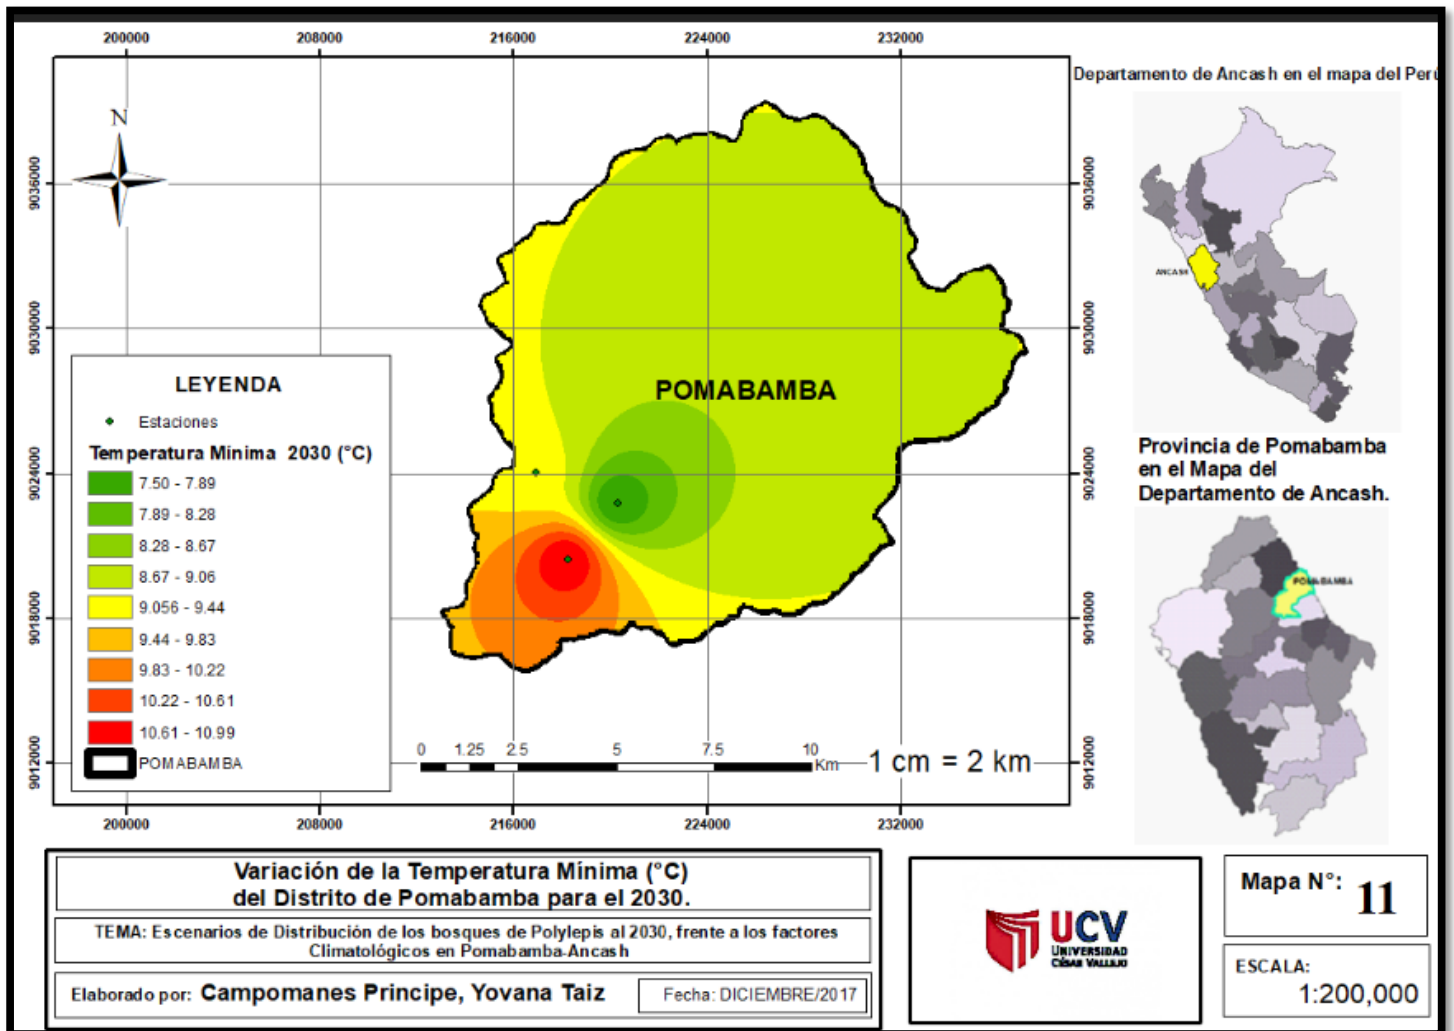 200000 208000 216000 224000 232000
Departamento de Ancash en el mapa del Perú
N
9036000
9036000
ANCASH
9030000
9030000
LEYENDA
Estaciones
Temperatura Minima 2030 (°C)
7.50 - 7.89
7.89 - 8.28
8.28 - 8.67
8.67 - 9.06
9.056 - 9.44
9.44 - 9.83
9.83 - 10.22
10.22 - 10.61
10.61 - 10.99
POMABAMBA
POMABAMBA
9024000
9024000
Provincia de Pomabamba
en el Mapa del
Departamento de Ancash.
POMABAMBA
9018000
9018000
9012000
9012000
0 1.25 2.5 5 7.5 10
Km
1 cm = 2 km
200000 208000 216000 224000 232000
Variación de la Temperatura Mínima (°C)
del Distrito de Pomabamba para el 2030.
TEMA: Escenarios de Distribución de los bosques de Polylepis al 2030, frente a los factores
Climatológicos en Pomabamba-Ancash
Elaborado por: Campomanes Principe, Yovana Taiz
Fecha: DICIEMBRE/2017
UCV
UNIVERSIDAD
CÉSAR VALLEJO
Mapa N°: 11
ESCALA:
1:200,000